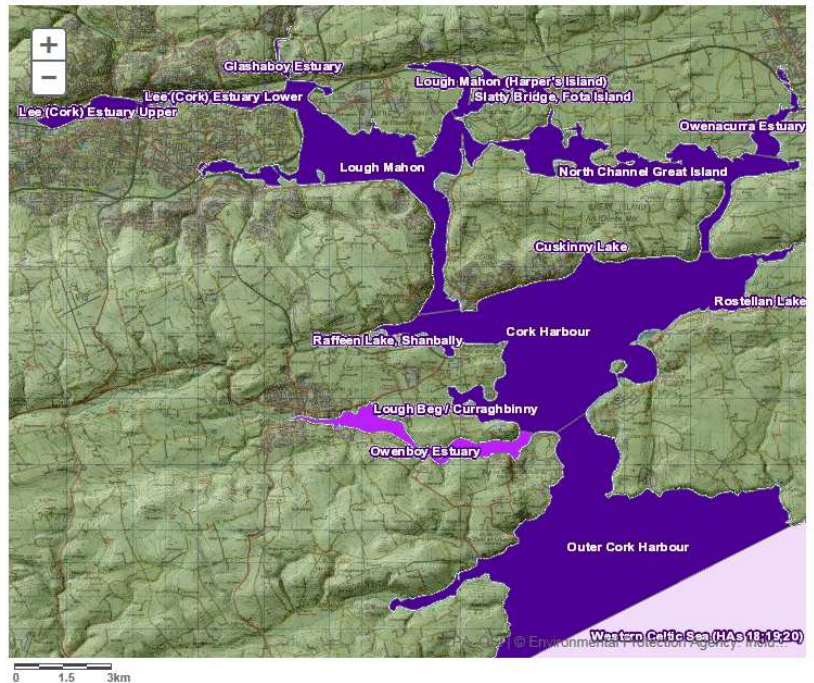 +
−
Glashaboy Estuary
Lough Mahon (Harper's Island)
Slatty Bridge, Fota Island
Lee (Cork) Estuary Lower
Lee (Cork) Estuary Upper
Owenacurra Estuary
Lough Mahon
North Channel Great Island
Cuskinny Lake
Rostellan Lake
Cork Harbour
Raffeen Lake, Shanbally
Lough Beg / Curraghbinny
Owenboy Estuary
Outer Cork Harbour
Western Celtic Sea (HAs 18;19;20)
| © Environmental Protection Agency. Inclu...
0 1.5 3km